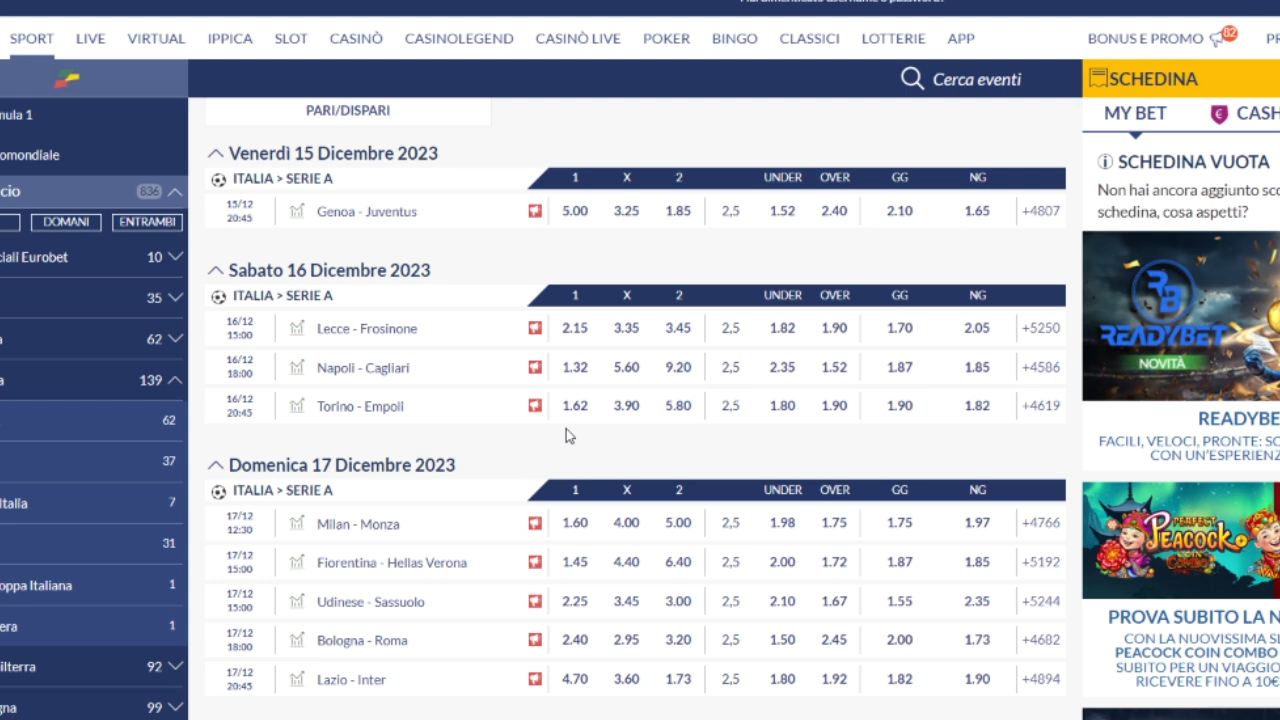 SPORT LIVE VIRTUAL IPPICA SLOT CASINÒ CASINOLEGEND CASINÒ LIVE POKER BINGO CLASSICI LOTTERIE APP BONUS E PROMO 82
Cerca eventi
SCHEDINA
MY BET
SCHEDINA VUOTA
Non hai ancora aggiunto
schedina, cosa aspetti?
READYBET
NOVITÀ
FACILI, VELOCI, PRONTE:
CON UN'ESPERIENZ
PERFECT
PEACOCK
COIN COMBO
PROVA SUBITO LA
CON LA NUOVISSIMA
PEACOCK COIN COMBO
SUBITO PER UN VIAGGIO
RICEVERE FINO A 10€
mula 1
omondiale
cio 836
DOMANI ENTRAMBI
ciali Eurobet 10
35
a 62
a 139
62
37
Italia 7
31
oppa Italiana 1
era 1
ilterra 92
gna 99
PARI/DISPARI
Venerdì 15 Dicembre 2023
ITALIA > SERIE A 1 X 2 UNDER OVER GG NG
15/12 20:45 Genoa - Juventus 5.00 3.25 1.85 2,5 1.52 2.40 2.10 1.65 +4807
Sabato 16 Dicembre 2023
ITALIA > SERIE A 1 X 2 UNDER OVER GG NG
16/12 15:00 Lecce - Frosinone 2.15 3.35 3.45 2,5 1.82 1.90 1.70 2.05 +5250
16/12 18:00 Napoli - Cagliari 1.32 5.60 9.20 2,5 2.35 1.52 1.87 1.85 +4586
16/12 20:45 Torino - Empoli 1.62 3.90 5.80 2,5 1.80 1.90 1.90 1.82 +4619
Domenica 17 Dicembre 2023
ITALIA > SERIE A 1 X 2 UNDER OVER GG NG
17/12 12:30 Milan - Monza 1.60 4.00 5.00 2,5 1.98 1.75 1.75 1.97 +4766
17/12 15:00 Fiorentina - Hellas Verona 1.45 4.40 6.40 2,5 2.00 1.72 1.87 1.85 +5192
17/12 15:00 Udinese - Sassuolo 2.25 3.45 3.00 2,5 2.10 1.67 1.55 2.35 +5244
17/12 18:00 Bologna - Roma 2.40 2.95 3.20 2,5 1.50 2.45 2.00 1.73 +4682
17/12 20:45 Lazio - Inter 4.70 3.60 1.73 2,5 1.80 1.92 1.82 1.90 +4894